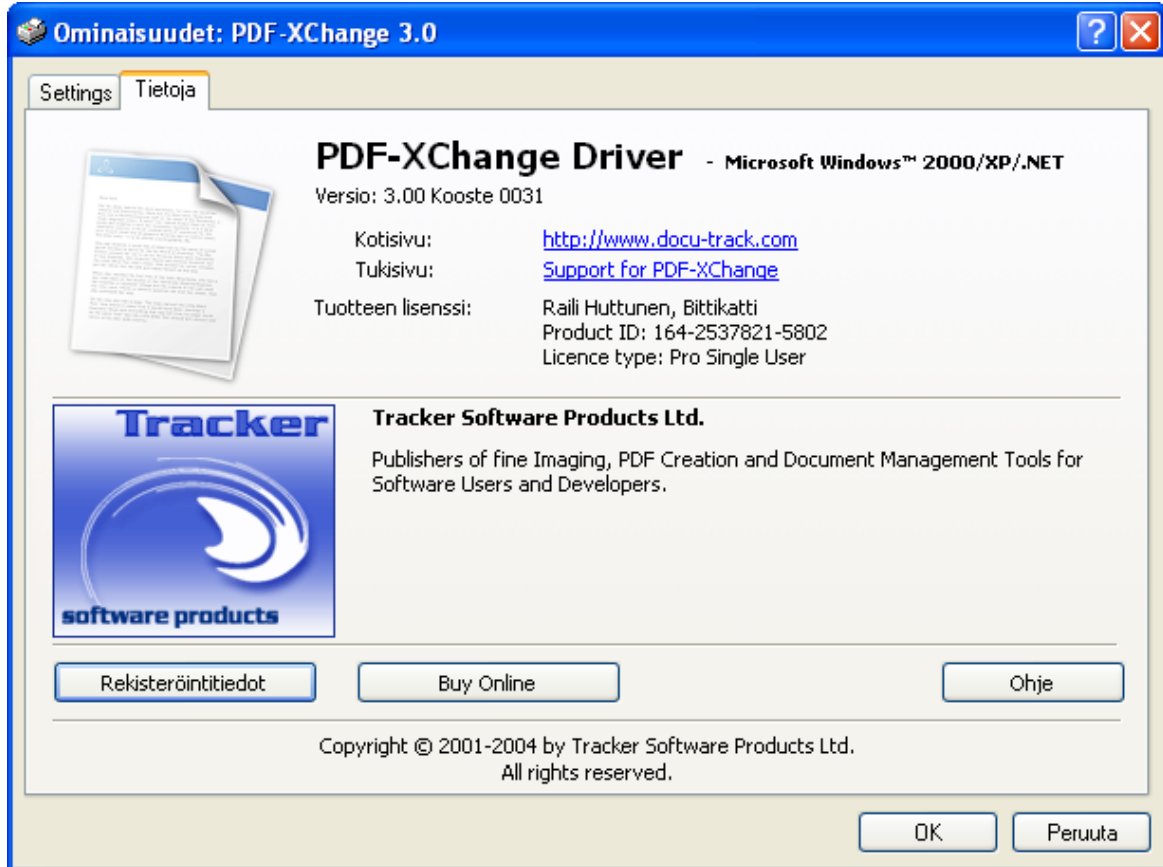 Ominaisuudet: PDF-XChange 3.0
Settings Tietoja
PDF-XChange Driver - Microsoft Windows™ 2000/XP/.NET
Versio: 3.00 Kooste 0031
Kotisivu: http://www.docu-track.com
Tukisivu: Support for PDF-XChange
Tuotteen lisenssi: Raili Huttunen, Bittikatti
Product ID: 164-2537821-5802
Licence type: Pro Single User
Tracker
software products
Tracker Software Products Ltd.
Publishers of fine Imaging, PDF Creation and Document Management Tools for
Software Users and Developers.
Rekisteröintitiedot Buy Online Ohje
Copyright © 2001-2004 by Tracker Software Products Ltd.
All rights reserved.
OK Peruuta